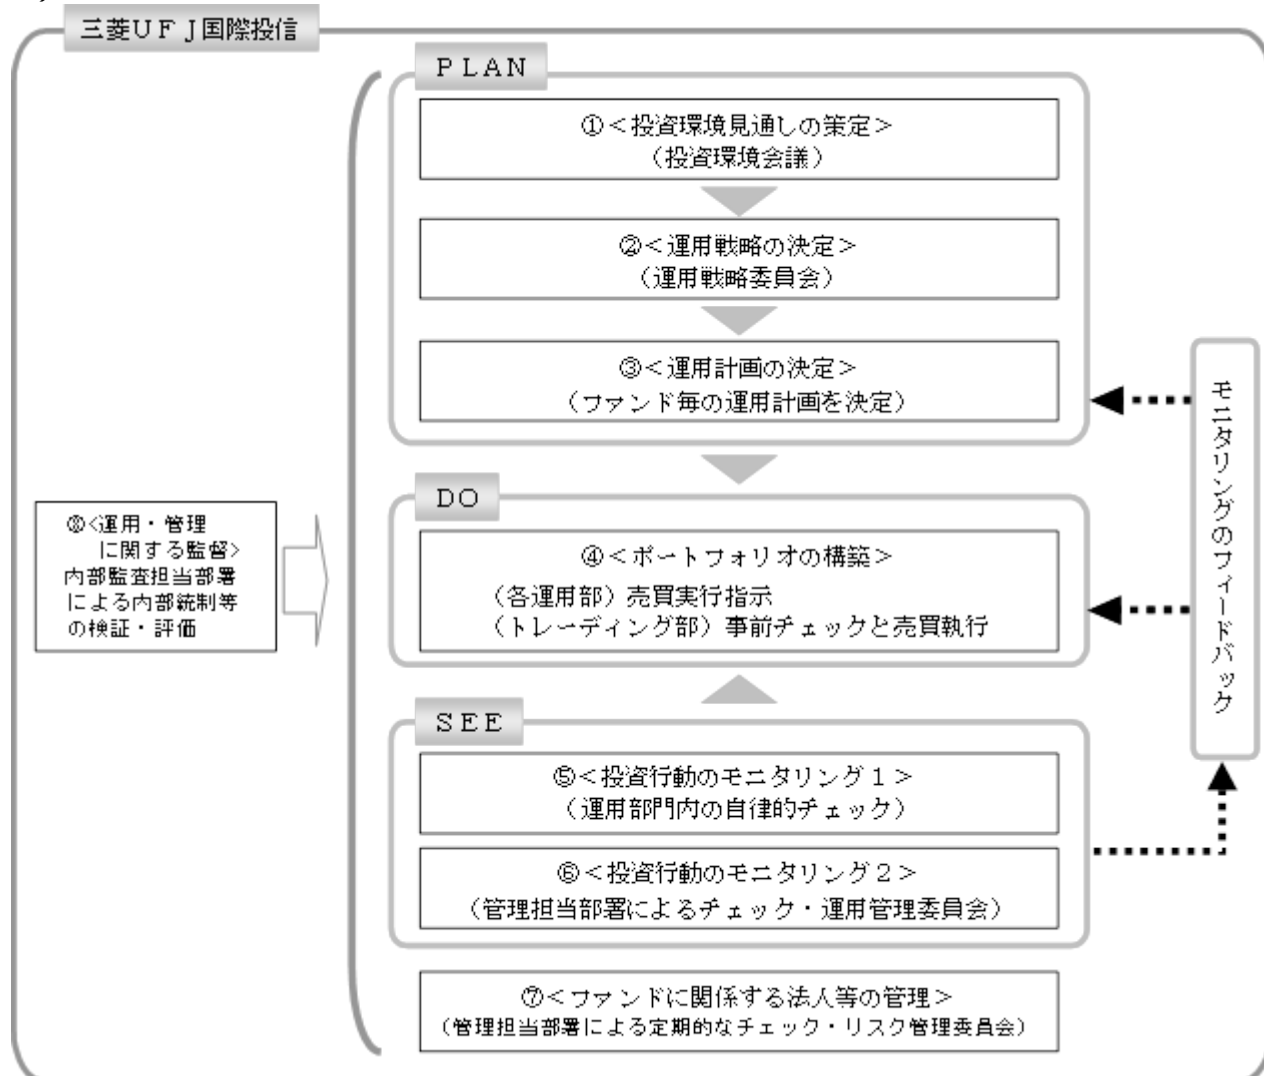 三菱ＵＦＪ国際投信
ＰＬＡＮ
①＜投資環境見通しの策定＞
（投資環境会議）
②＜運用戦略の決定＞
（運用戦略委員会）
③＜運用計画の決定＞
（ファンド毎の運用計画を決定）
ＤＯ
④＜ポートフォリオの構築＞
（各運用部）売買実行指示
（トレーディング部）事前チェックと売買執行
ＳＥＥ
⑤＜投資行動のモニタリング１＞
（運用部門内の自律的チェック）
⑥＜投資行動のモニタリング２＞
（管理担当部署によるチェック・運用管理委員会）
⑦＜ファンドに関係する法人等の管理＞
（管理担当部署による定期的なチェック・リスク管理委員会）
⑧＜運用・管理
に関する監督＞
内部監査担当部署
による内部統制等
の検証・評価
モニタリングのフィードバック